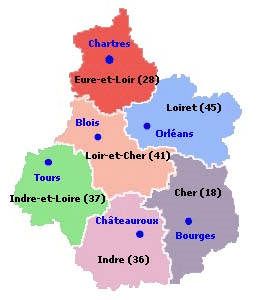 Chartres
Eure-et-Loir (28)
Loiret (45)
Blois
Orléans
Loir-et-Cher (41)
Tours
Cher (18)
Indre-et-Loire (37)
Châteauroux
Bourges
Indre (36)